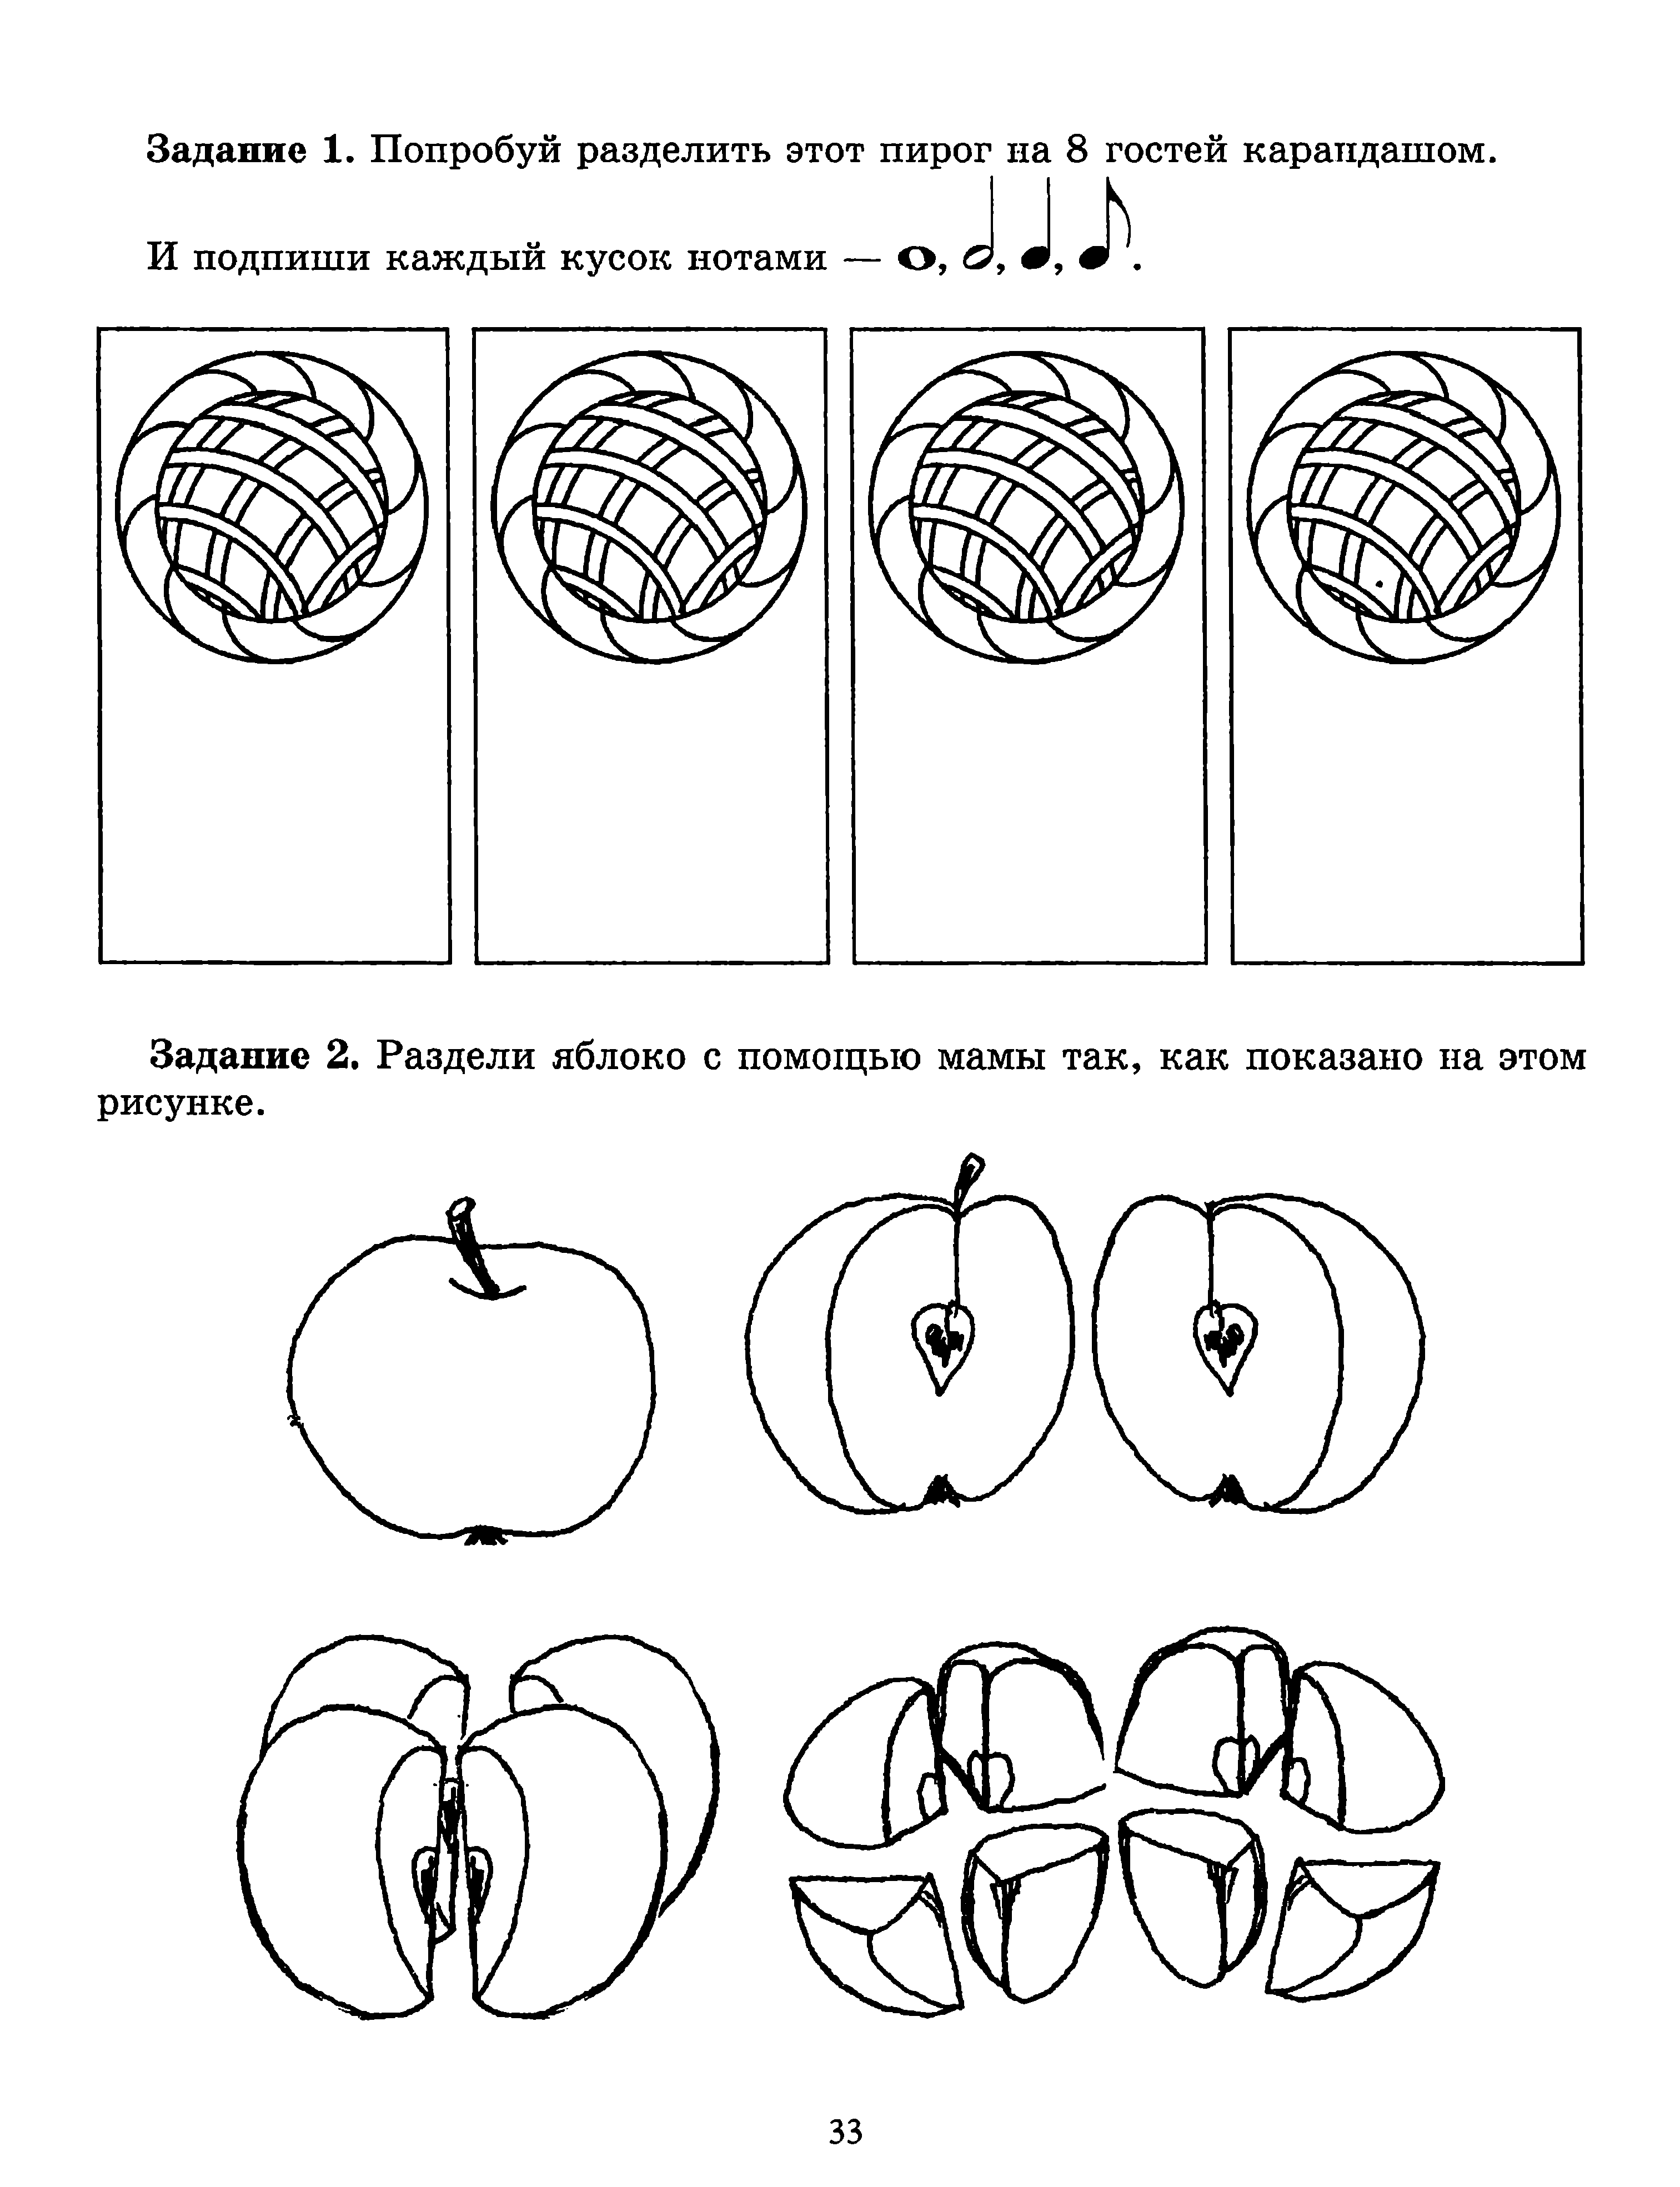 Задание 1. Попробуй разделить этот пирог на 8 гостей карандашом.
И подпиши каждый кусок нотами — 𝅝, 𝅗𝅥, 𝅘𝅥, 𝅘𝅥𝅮.
Задание 2. Раздели яблоко с помощью мамы так, как показано на этом
рисунке.
33